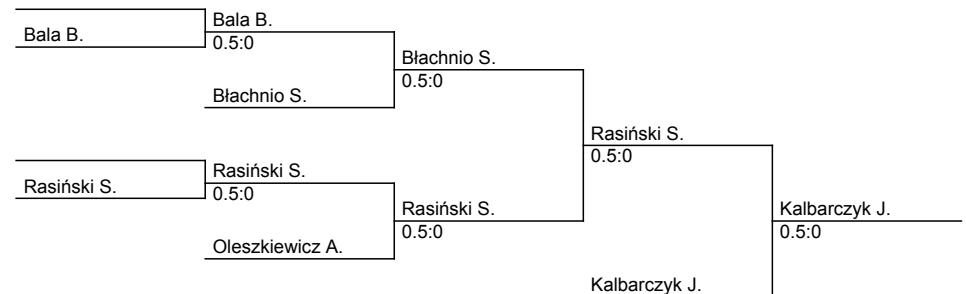 Bala B.
Bala B.
0.5:0
Błachnio S.
Błachnio S.
0.5:0
Rasiński S.
0.5:0
Rasiński S.
Rasiński S.
0.5:0
Rasiński S.
0.5:0
Oleszkiewicz A.
Kalbarczyk J.
0.5:0
Kalbarczyk J.